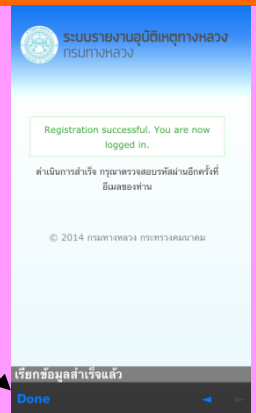 ระบบรายงานอุบัติเหตุทางหลวง
กรมทางหลวง
Registration successful. You are now
logged in.
ดำเนินการสำเร็จ กรุณาตรวจสอบรหัสผ่านอีกครั้งที่
อีเมลของท่าน
© 2014 กรมทางหลวง กระทรวงคมนาคม
เรียกข้อมูลสำเร็จแล้ว
Done